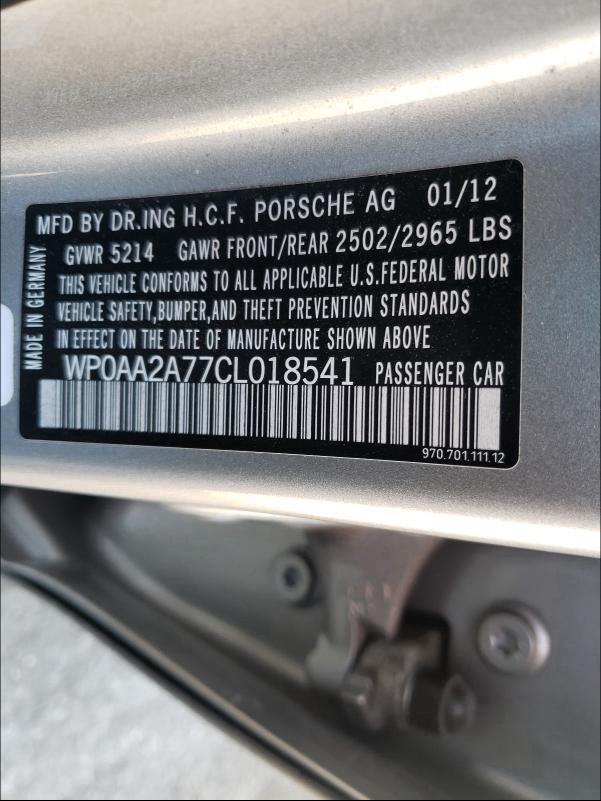 MFD BY DR.ING H.C.F. PORSCHE AG 01/12
GVWR 5214 GAWR FRONT/REAR 2502/2965 LBS
THIS VEHICLE CONFORMS TO ALL APPLICABLE U.S.FEDERAL MOTOR
VEHICLE SAFETY,BUMPER,AND THEFT PREVENTION STANDARDS
IN EFFECT ON THE DATE OF MANUFACTURE SHOWN ABOVE
WP0AA2A77CL018541 PASSENGER CAR
970.701.111.12
MADE IN GERMANY